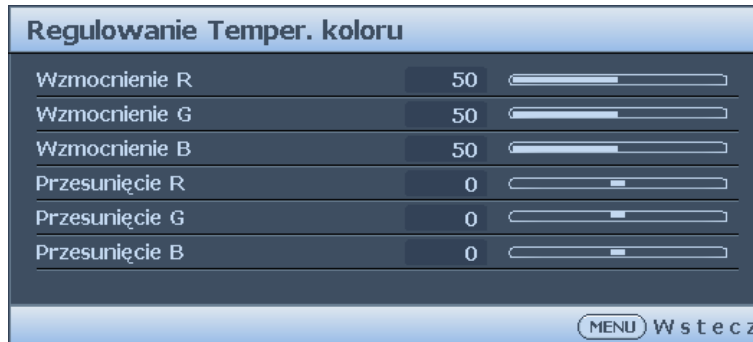 Regulowanie Temper. koloru
Wzmocnienie R 50
Wzmocnienie G 50
Wzmocnienie B 50
Przesunięcie R 0
Przesunięcie G 0
Przesunięcie B 0
MENU Wstecz